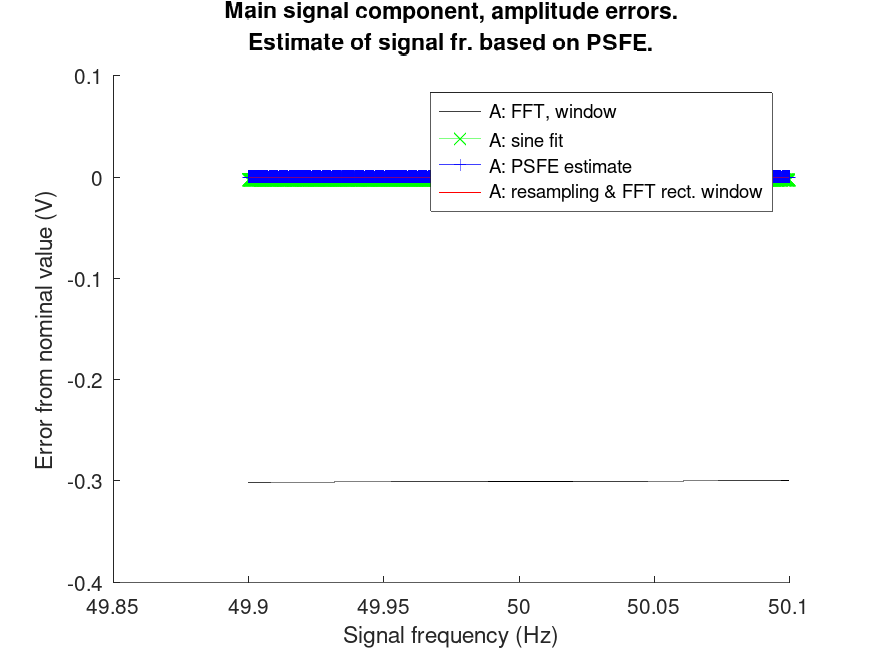 Main signal component, amplitude errors.
Estimate of signal fr. based on PSFE.
0.1
0
-0.1
-0.2
-0.3
-0.4
Error from nominal value (V)
A: FFT, window
A: sine fit
A: PSFE estimate
A: resampling & FFT rect. window
49.85
49.9
49.95
50
50.05
50.1
Signal frequency (Hz)